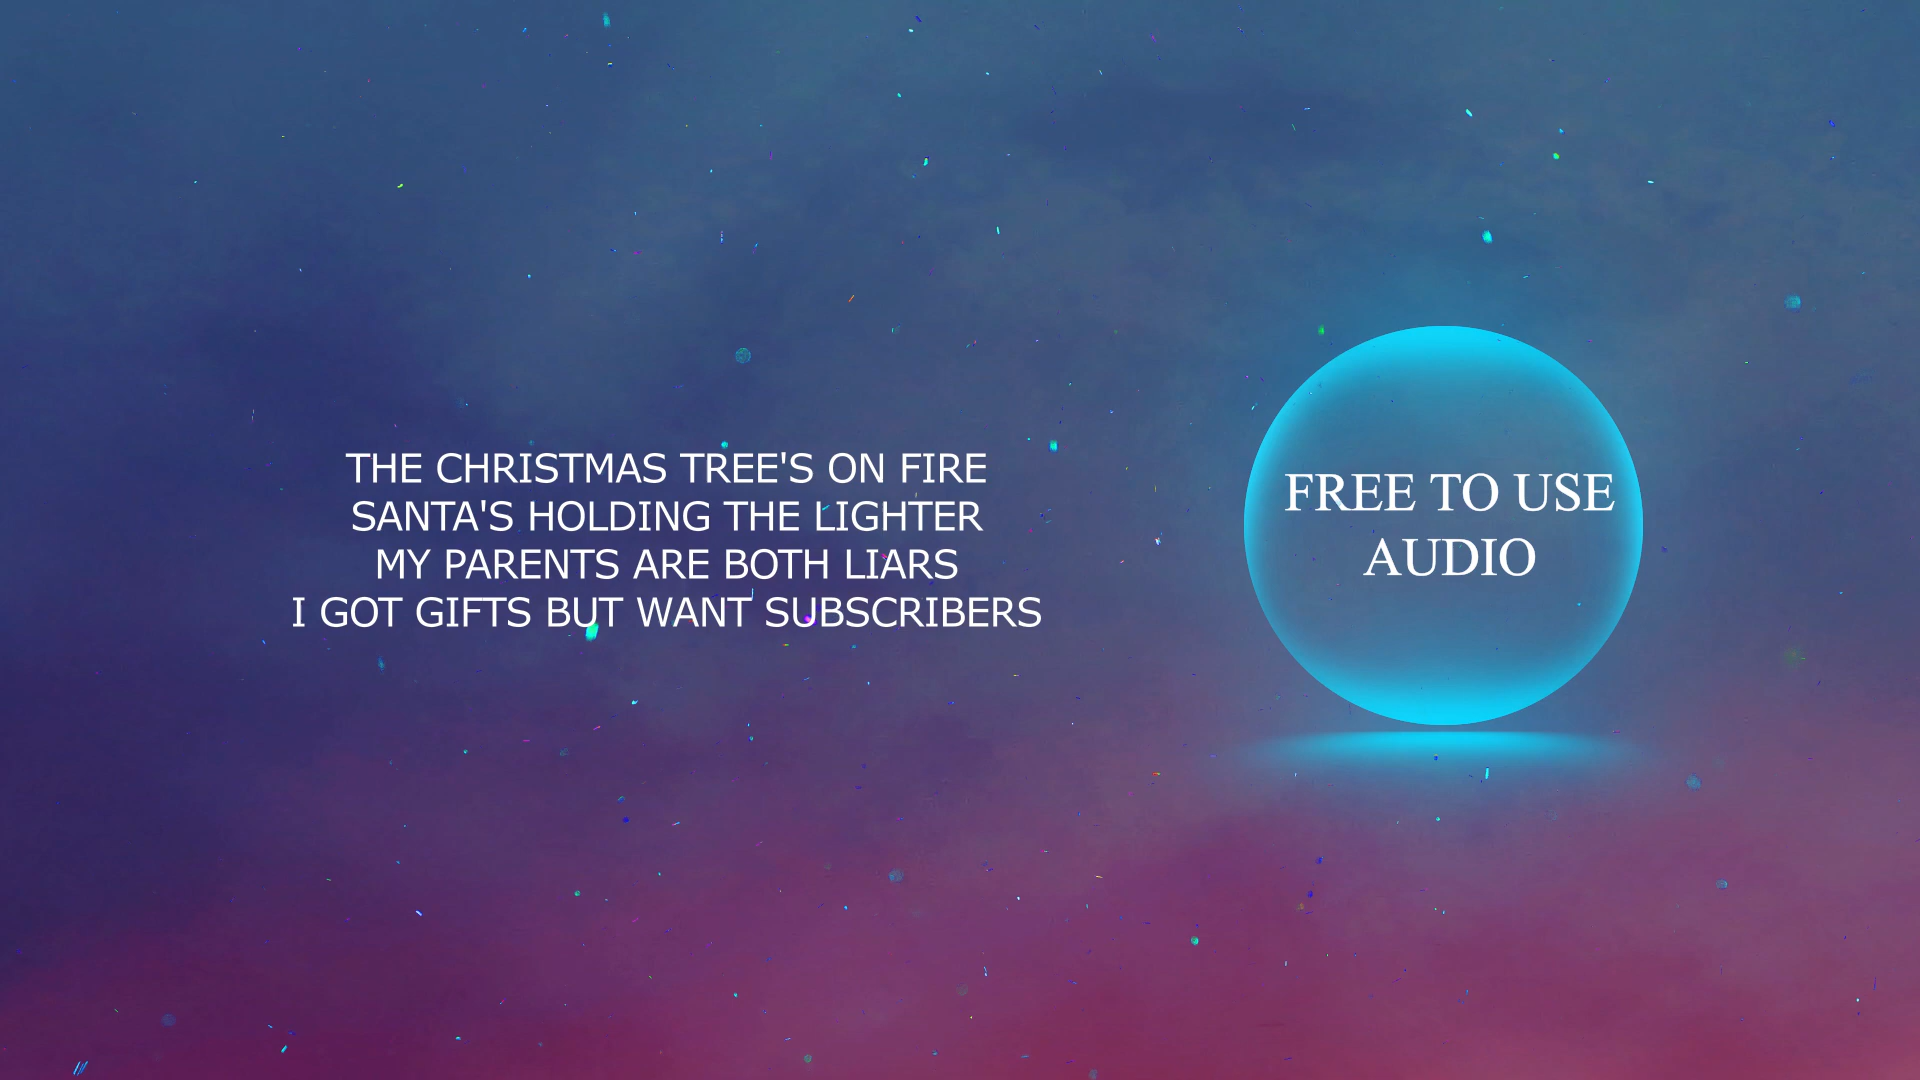 THE CHRISTMAS TREE'S ON FIRE
SANTA'S HOLDING THE LIGHTER
MY PARENTS ARE BOTH LIARS
I GOT GIFTS BUT WANT SUBSCRIBERS
FREE TO USE
AUDIO